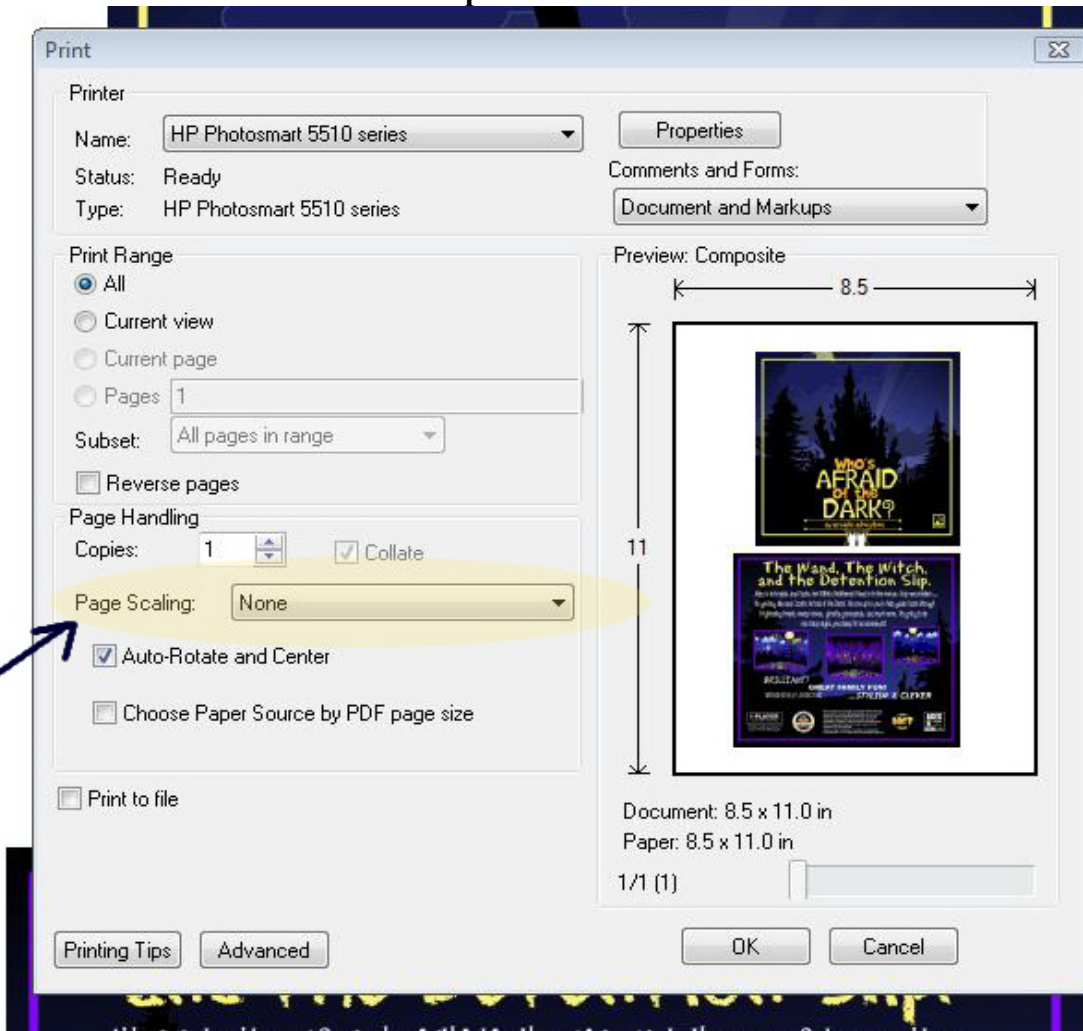 Print
Printer
Name: HP Photosmart 5510 series Properties
Status: Ready Comments and Forms:
Type: HP Photosmart 5510 series Document and Markups
Print Range
All
Current view
Current page
Pages 1
Subset: All pages in range
Reverse pages
Page Handling
Copies: 1 Collate
Page Scaling: None
Auto-Rotate and Center
Choose Paper Source by PDF page size
Print to file
Preview: Composite
8.5
11
Who's
AFRAID
of the
DARK?
The Wand, The Witch,
and the Detention Slip.
BRILLIANT!
GREAT FAMILY FUN!
STYLISH & CLEVER
Document: 8.5 x 11.0 in
Paper: 8.5 x 11.0 in
1/1 (1)
Printing Tips Advanced OK Cancel